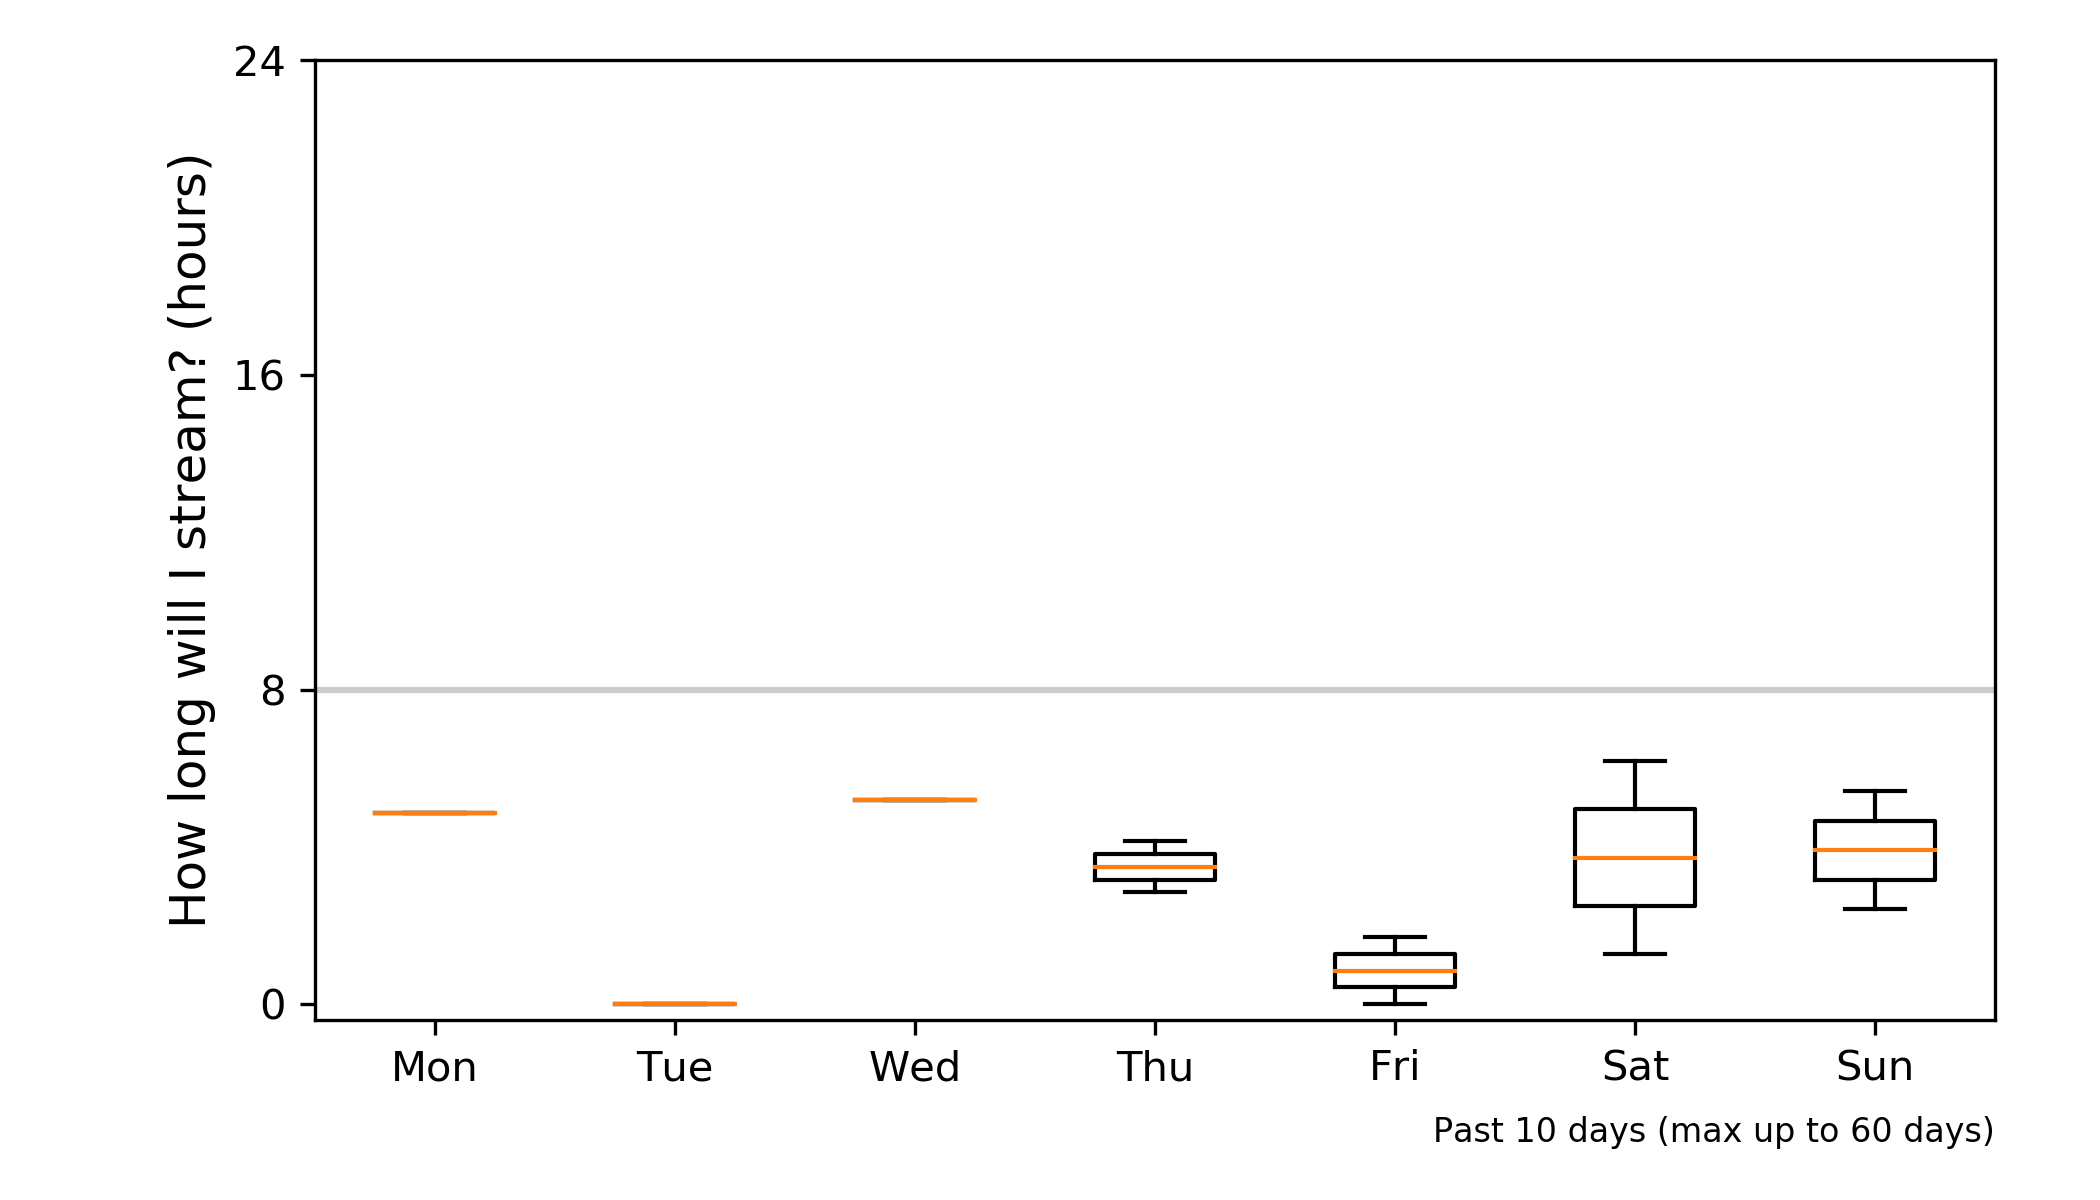 How long will I stream? (hours)
24
16
8
0
Mon Tue Wed Thu Fri Sat Sun
Past 10 days (max up to 60 days)